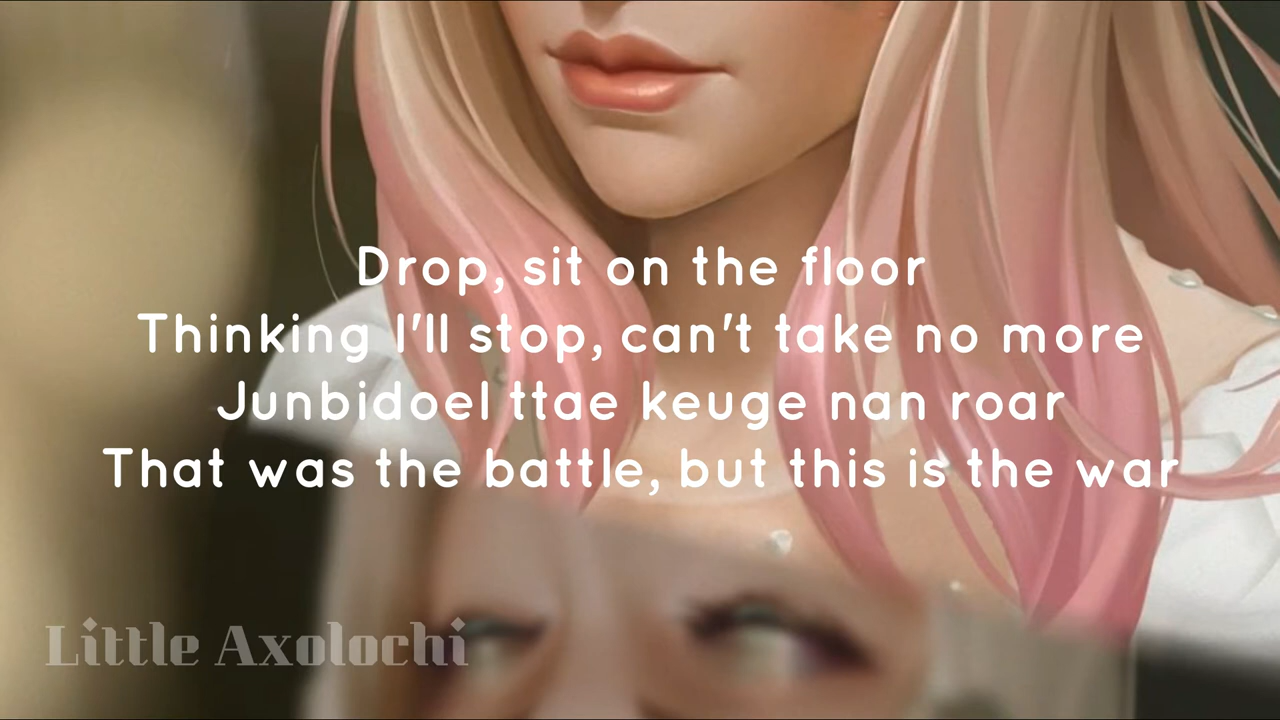 Drop, sit on the floor
Thinking I'll stop, can't take no more
Junbidoel ttae keuge nan roar
That was the battle, but this is the war
Little Axolochi